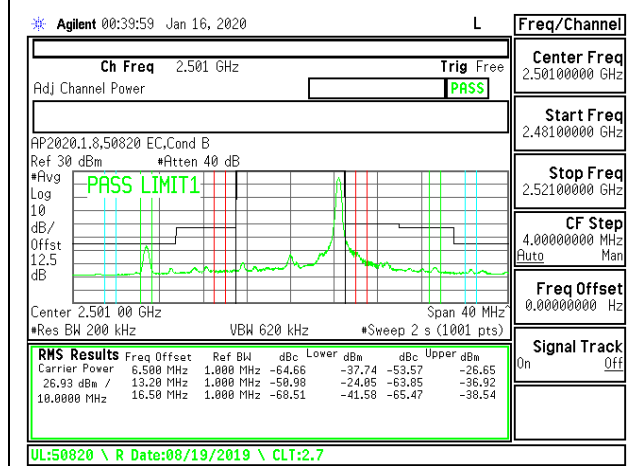 Agilent 00:39:59 Jan 16, 2020 L
Freq/Channel
Ch Freq 2.501 GHz Trig Free
Adj Channel Power PASS
Center Freq
2.50100000 GHz
Start Freq
2.48100000 GHz
Stop Freq
2.52100000 GHz
CF Step
4.00000000 MHz
Auto Man
Freq Offset
0.00000000 Hz
Signal Track
On Off
AP2020.1.8,50820 EC,Cond B
Ref 30 dBm #Atten 40 dB
#Avg
Log
10
dB/
Offst
12.5
dB
PASS LIMIT1
Center 2.501 00 GHz Span 40 MHz
#Res BW 200 kHz VBW 620 kHz #Sweep 2 s (1001 pts)
RMS Results Freq Offset Ref BW dBc Lower dBm dBc Upper dBm
Carrier Power 6.500 MHz 1.000 MHz -64.66 -37.74 -53.57 -26.65
26.93 dBm / 13.20 MHz 1.000 MHz -50.98 -24.05 -63.85 -36.92
10.0000 MHz 16.50 MHz 1.000 MHz -68.51 -41.58 -65.47 -38.54
UL:50820 \ R Date:08/19/2019 \ CLT:2.7